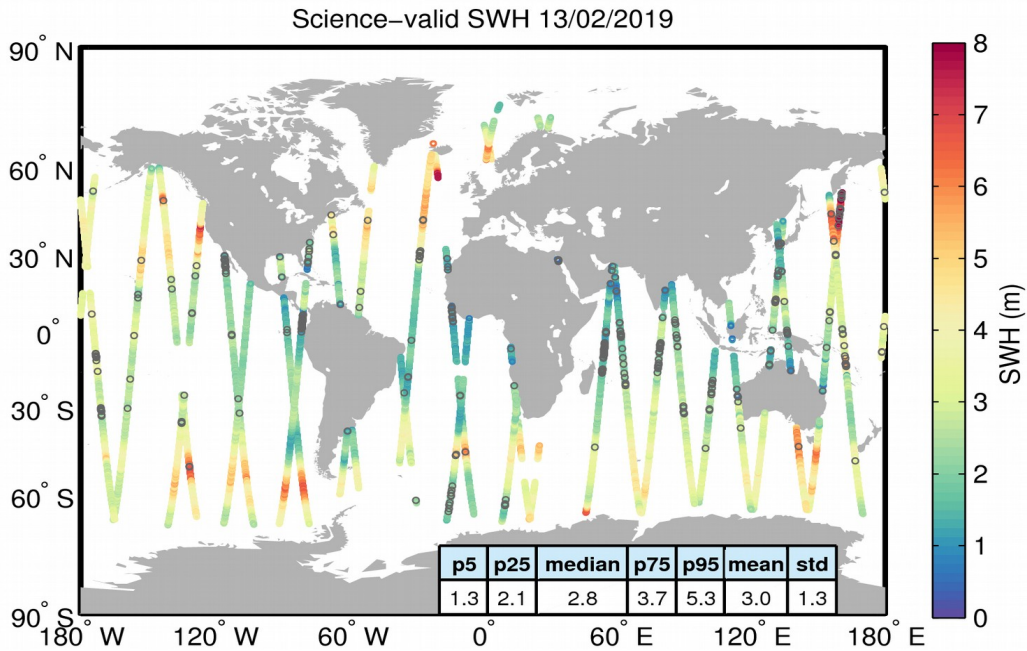 Science−valid SWH 13/02/2019
90° N
60° N
30° N
0°
30° S
60° S
90° S
180° W 120° W 60° W 0° 60° E 120° E 180° E
p5 p25 median p75 p95 mean std
1.3 2.1 2.8 3.7 5.3 3.0 1.3
8
7
6
5
4
3
2
1
0
SWH (m)